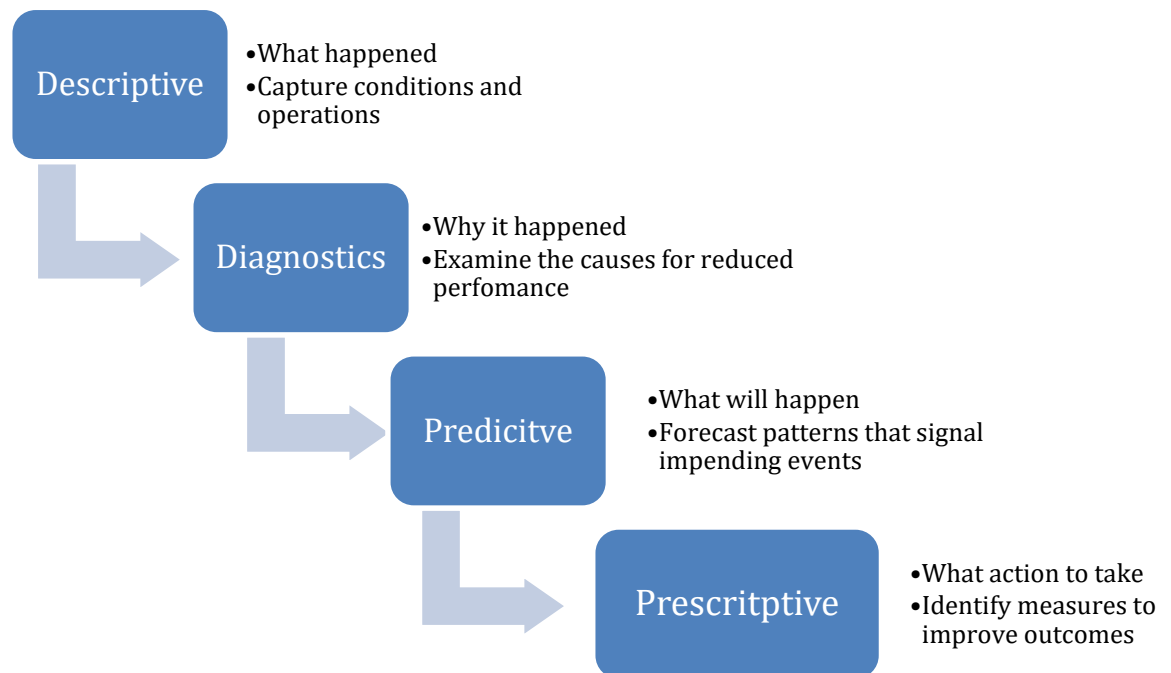 Descriptive
•What happened
•Capture conditions and
operations
Diagnostics
•Why it happened
•Examine the causes for reduced
perfomance
Predicitve
•What will happen
•Forecast patterns that signal
impending events
Prescritptive
•What action to take
•Identify measures to
improve outcomes